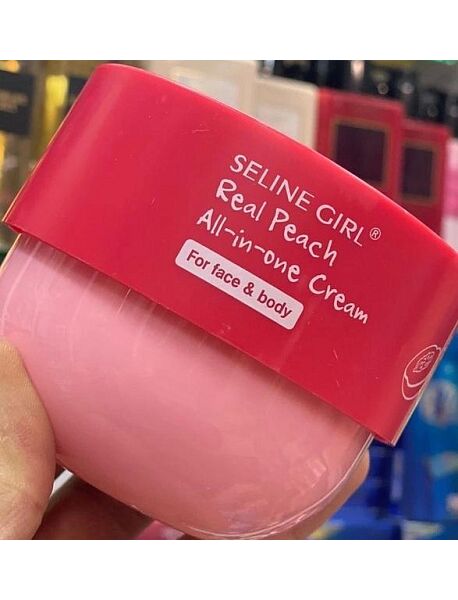 SELINE GIRL®
Real Peach
All-in-one Cream
For face & body